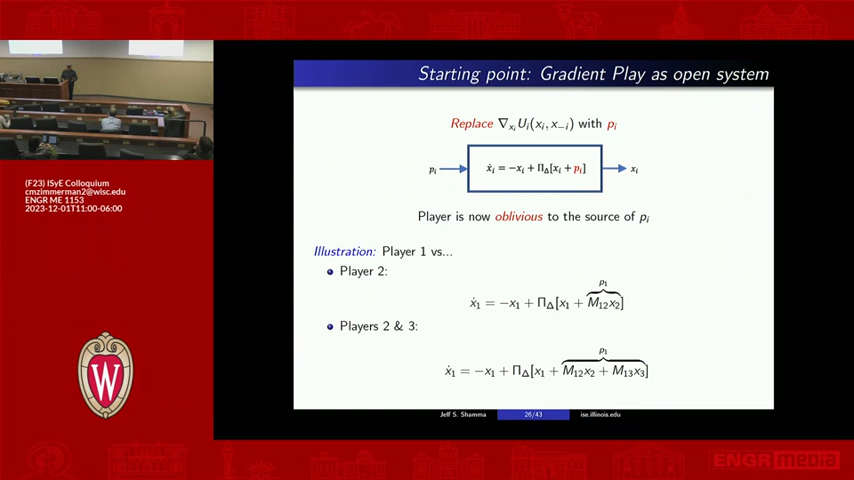 Starting point: Gradient Play as open system
Replace ∇ₓᵢUᵢ(xᵢ, x₋ᵢ) with pᵢ
pᵢ ẋᵢ = −xᵢ + Π_Δ[xᵢ + pᵢ] xᵢ
Player is now oblivious to the source of pᵢ
Illustration: Player 1 vs...
Player 2:
p₁
ẋ₁ = −x₁ + Π_Δ[x₁ + M₁₂x₂]
Players 2 & 3:
p₁
ẋ₁ = −x₁ + Π_Δ[x₁ + M₁₂x₂ + M₁₃x₃]
Jeff S. Shamma 26/43 ise.illinois.edu
(F23) ISyE Colloquium
cmzimmerman2@wisc.edu
ENGR ME 1153
2023-12-01T11:00-06:00
W
ENGR media